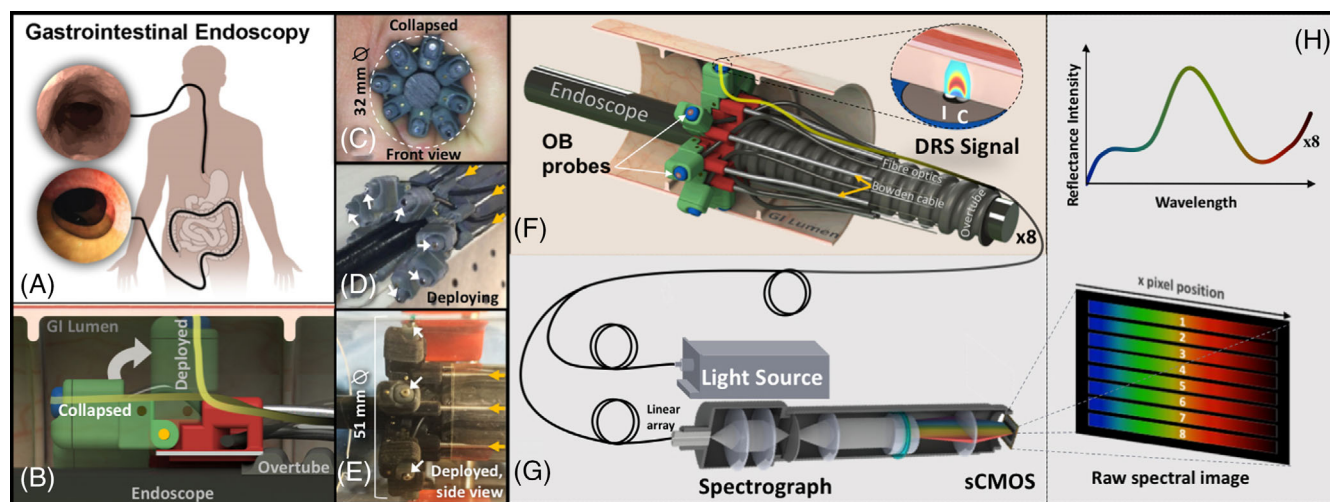 Gastrointestinal Endoscopy
(A)
GI Lumen
Deployed
Collapsed
Overtube
Endoscope
(B)
Collapsed
32 mm Ø
(C)
Front view
(D)
Deploying
51 mm Ø
(E)
Deployed,
side view
Endoscope
OB
probes
I C
DRS Signal
Fibre optics
Bowden cable
Overtube
GI Lumen
x8
(F)
Light Source
Linear
array
(G)
Spectrograph
sCMOS
(H)
Reflectance Intensity
x8
Wavelength
x pixel position
1
2
3
4
5
6
7
8
Raw spectral image